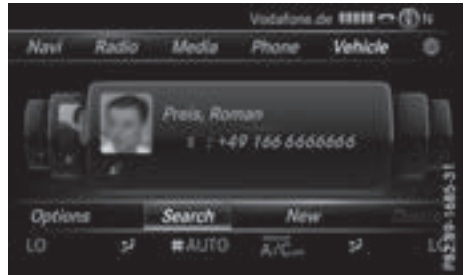 Vodafone.de N
Navi Radio Media Phone Vehicle
Preis, Roman
: +49 166 6666666
Options Search New
LO AUTO A/C LO
P82.89-1685-31